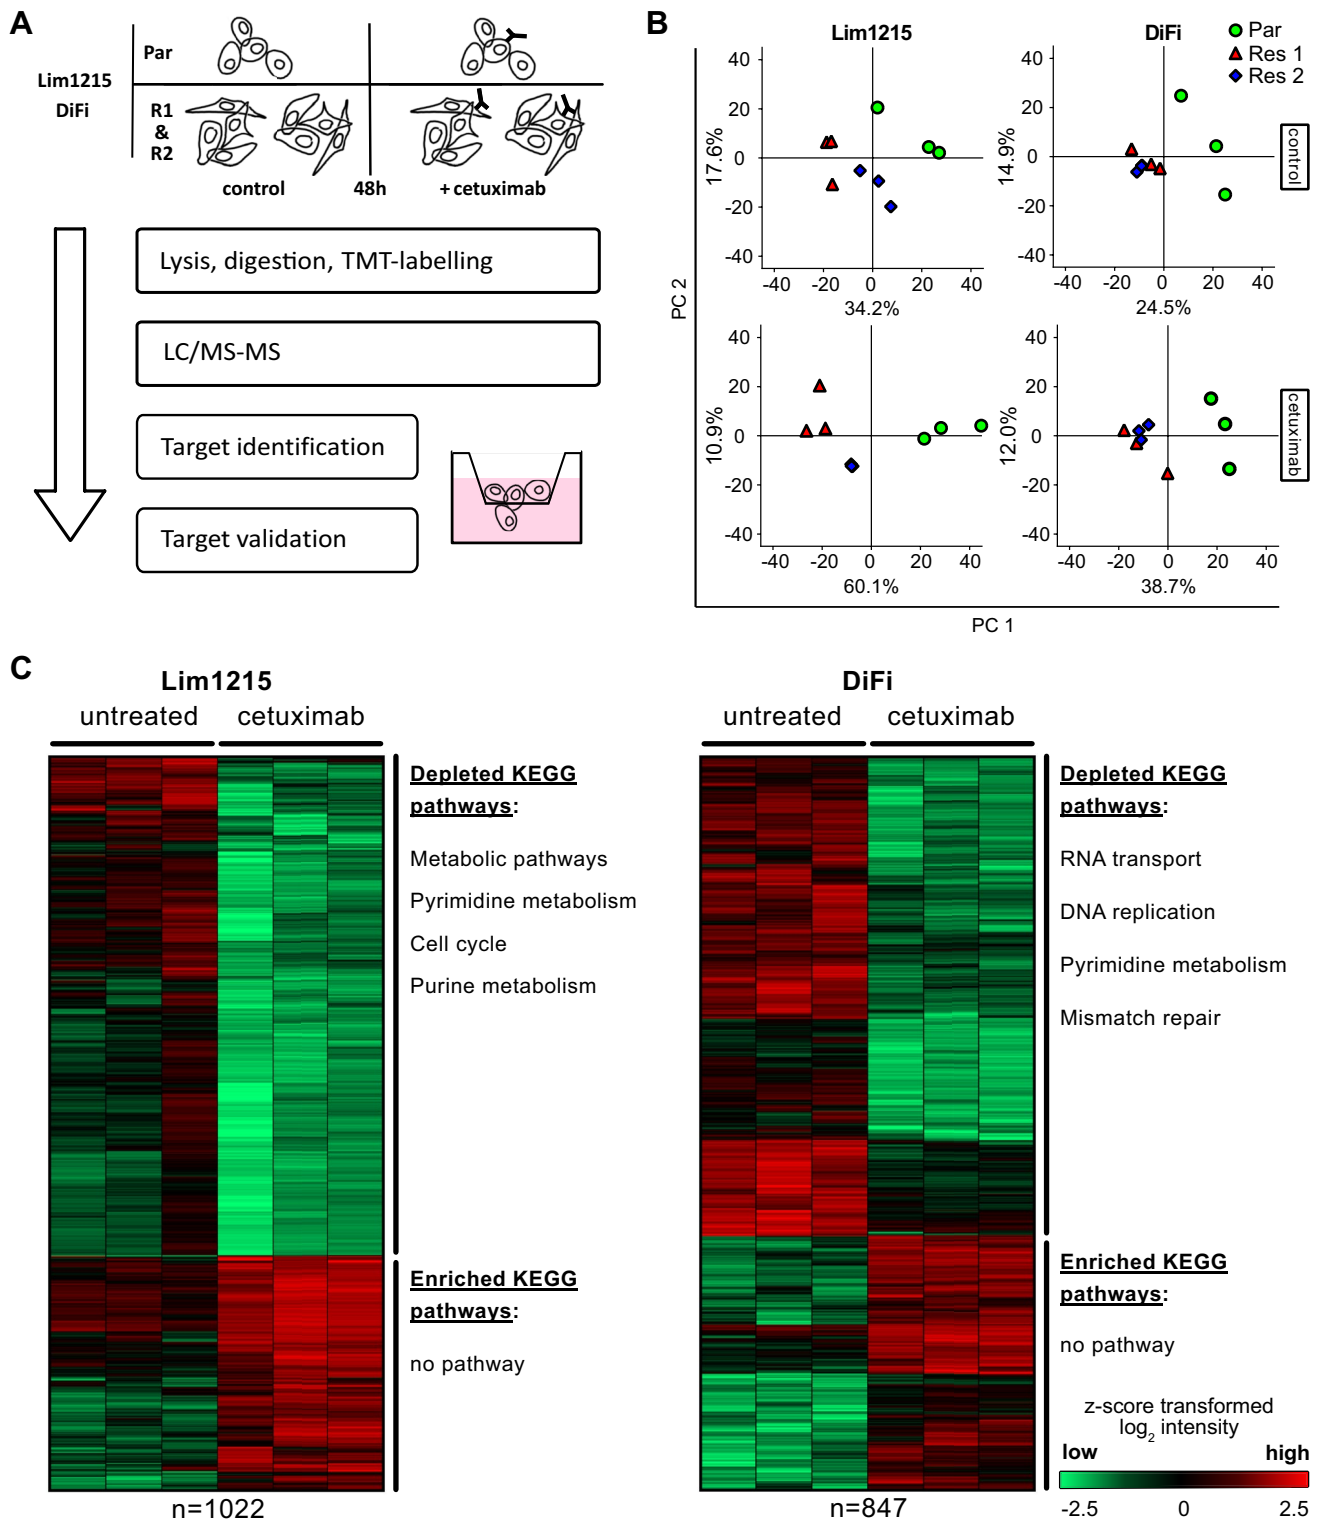 A
Par
Lim1215
DiFi
R1
&
R2
control
48h
+ cetuximab
Lysis, digestion, TMT-labelling
LC/MS-MS
Target identification
Target validation
B
Lim1215
DiFi
Par
Res 1
Res 2
40
20
0
-20
-40
17.6%
-40 -20 0 20 40
34.2%
40
20
0
-20
-40
14.9%
-40 -20 0 20 40
24.5%
control
40
20
0
-20
-40
10.9%
-40 -20 0 20 40
60.1%
40
20
0
-20
-40
12.0%
-40 -20 0 20 40
38.7%
cetuximab
PC 2
PC 1
C
Lim1215
untreated cetuximab
Depleted KEGG
pathways:
Metabolic pathways
Pyrimidine metabolism
Cell cycle
Purine metabolism
Enriched KEGG
pathways:
no pathway
n=1022
DiFi
untreated cetuximab
Depleted KEGG
pathways:
RNA transport
DNA replication
Pyrimidine metabolism
Mismatch repair
Enriched KEGG
pathways:
no pathway
n=847
z-score transformed
log2 intensity
low high
-2.5 0 2.5